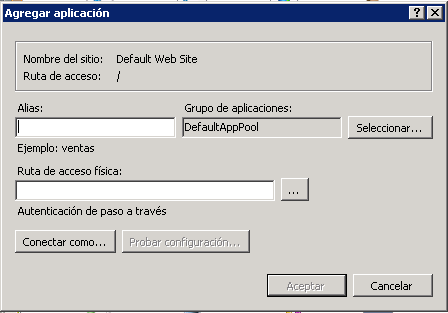 Agregar aplicación
Nombre del sitio: Default Web Site
Ruta de acceso: /
Alias: Grupo de aplicaciones:
DefaultAppPool Seleccionar...
Ejemplo: ventas
Ruta de acceso física:
...
Autenticación de paso a través
Conectar como... Probar configuración...
Aceptar Cancelar